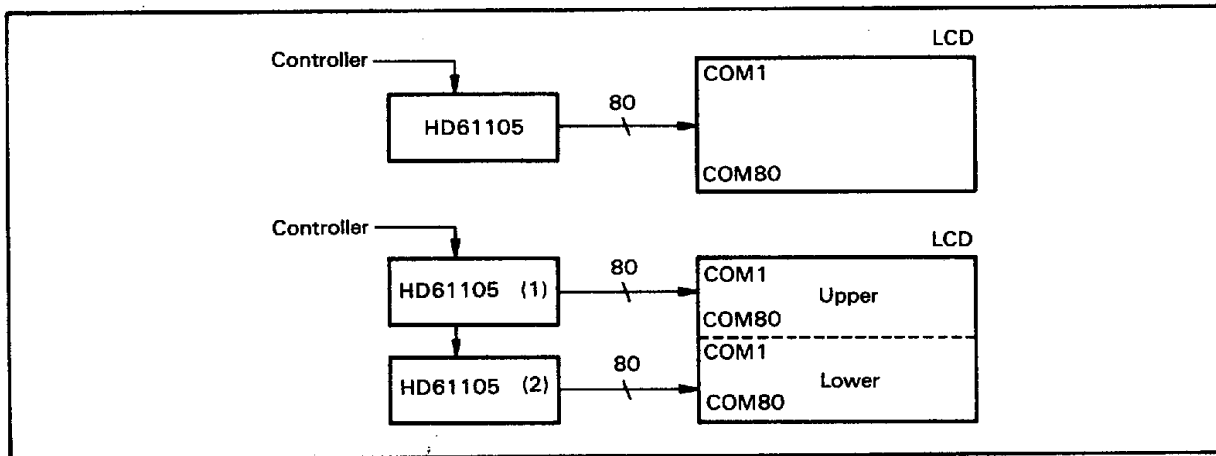 LCD
Controller
COM1
80
HD61105
COM80
Controller
LCD
80
COM1
HD61105 (1)
Upper
COM80
COM1
80
HD61105 (2)
Lower
COM80